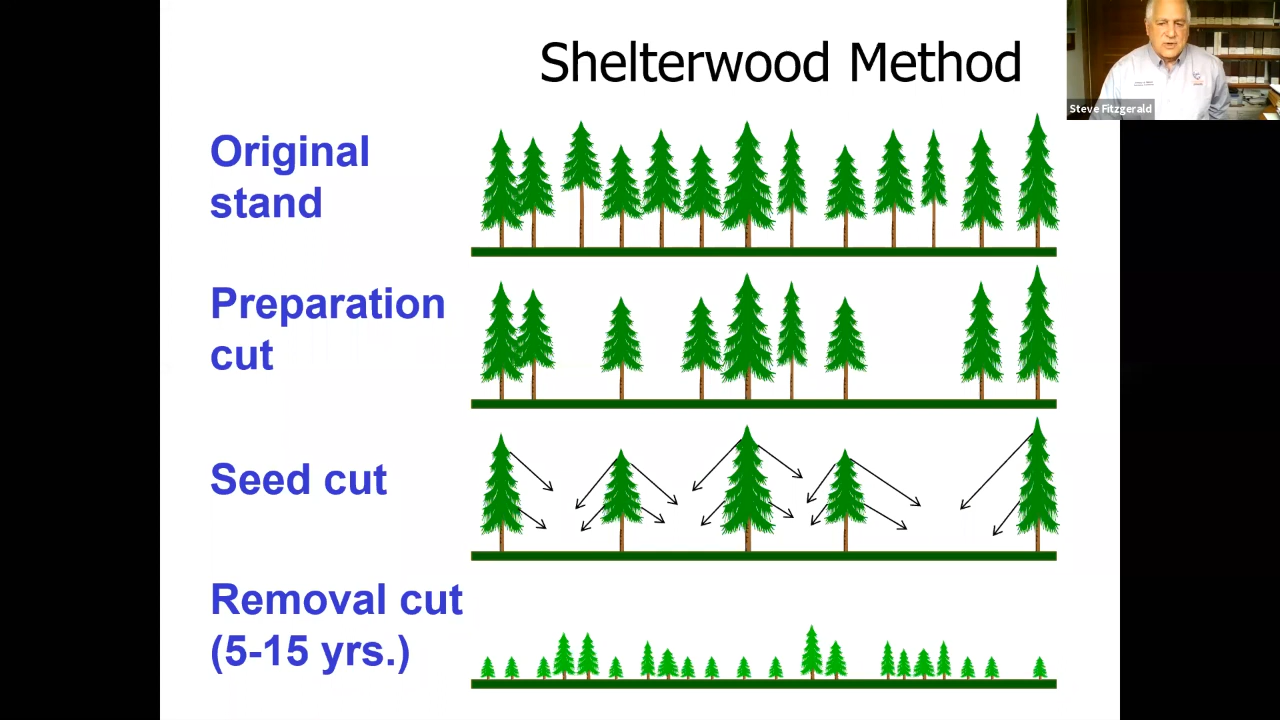 Shelterwood Method
Steve Fitzgerald
Original
stand
Preparation
cut
Seed cut
Removal cut
(5-15 yrs.)